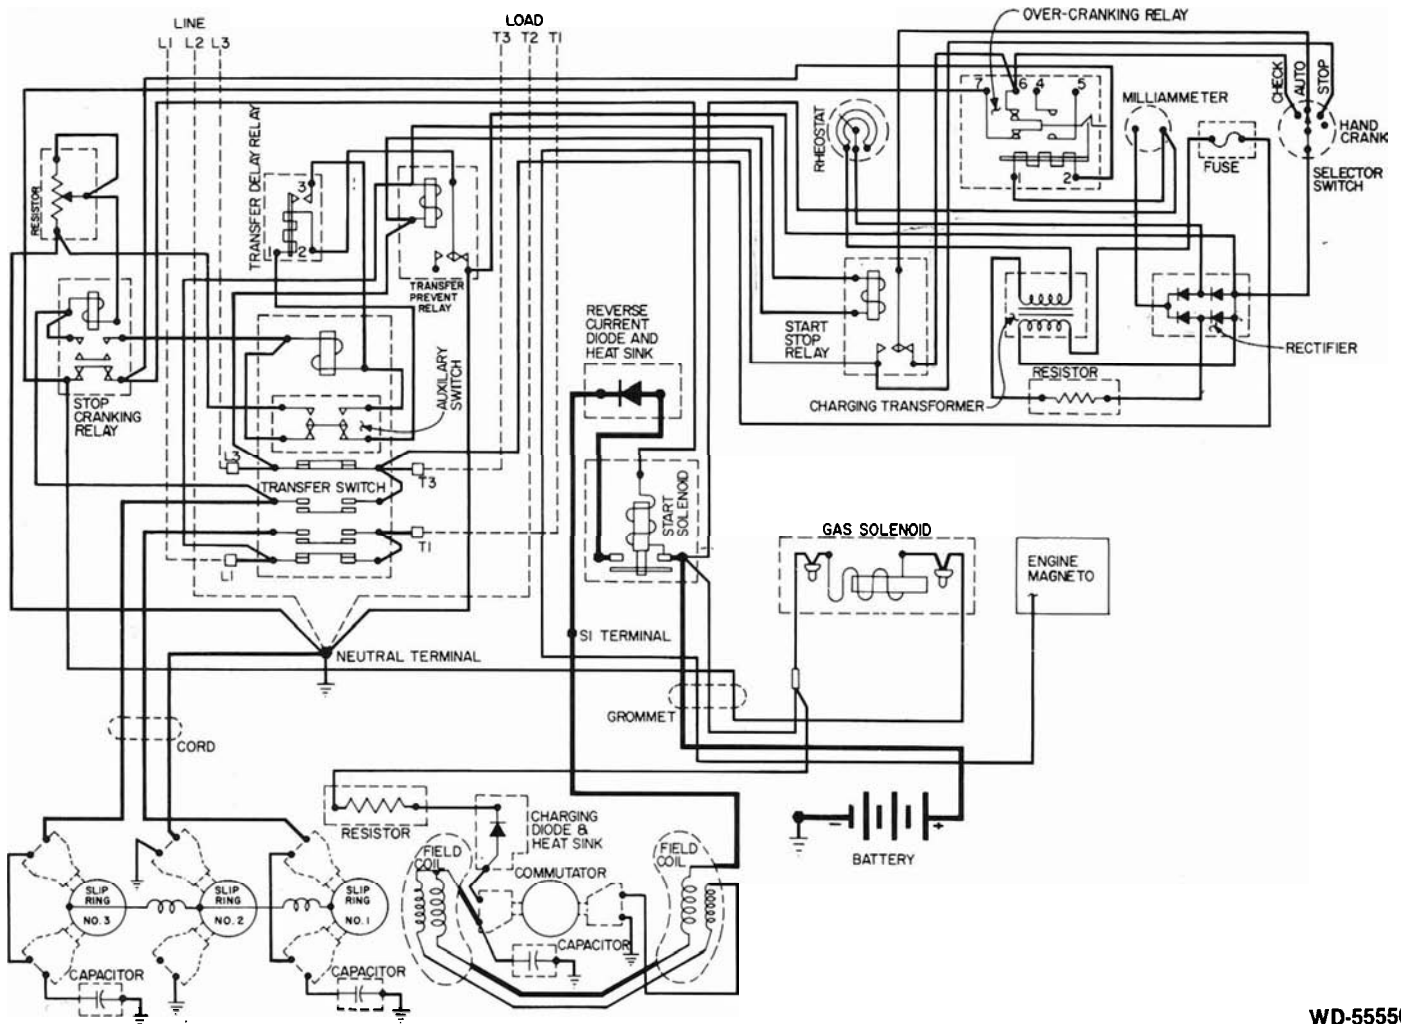 LINE
L1 L2 L3
LOAD
T3 T2 T1
OVER-CRANKING RELAY
7
6
4
5
1
2
MILLIAMMETER
CHECK
AUTO
STOP
HAND
CRANK
SELECTOR
SWITCH
FUSE
RHEOSTAT
RESISTOR
TRANSFER DELAY RELAY
3
1
2
TRANSFER
PREVENT
RELAY
START
STOP
RELAY
CHARGING TRANSFORMER
RESISTOR
RECTIFIER
REVERSE
CURRENT
DIODE AND
HEAT SINK
AUXILARY
SWITCH
STOP
CRANKING
RELAY
L3
TRANSFER SWITCH
T3
T1
L1
START
SOLENOID
GAS SOLENOID
ENGINE
MAGNETO
S1 TERMINAL
NEUTRAL TERMINAL
GROMMET
CORD
RESISTOR
CHARGING
DIODE &
HEAT SINK
BATTERY
- +
FIELD
COIL
COMMUTATOR
FIELD
COIL
SLIP
RING
NO. 3
SLIP
RING
NO. 2
SLIP
RING
NO. 1
CAPACITOR
CAPACITOR
CAPACITOR